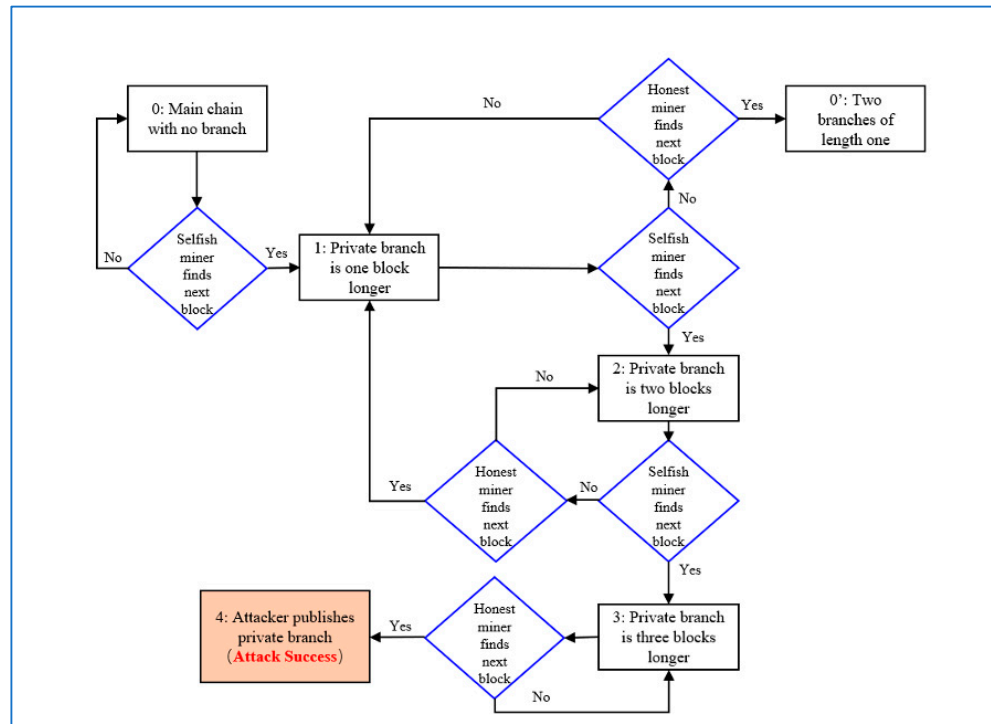 0: Main chain
with no branch
Selfish
miner
finds
next
block
No
Yes
1: Private branch
is one block
longer
No
Honest
miner
finds
next
block
Yes
0’: Two
branches of
length one
No
Selfish
miner
finds
next
block
Yes
2: Private branch
is two blocks
longer
No
Yes
Honest
miner
finds
next
block
No
Selfish
miner
finds
next
block
Yes
3: Private branch
is three blocks
longer
Honest
miner
finds
next
block
Yes
No
4: Attacker publishes
private branch
(Attack Success)